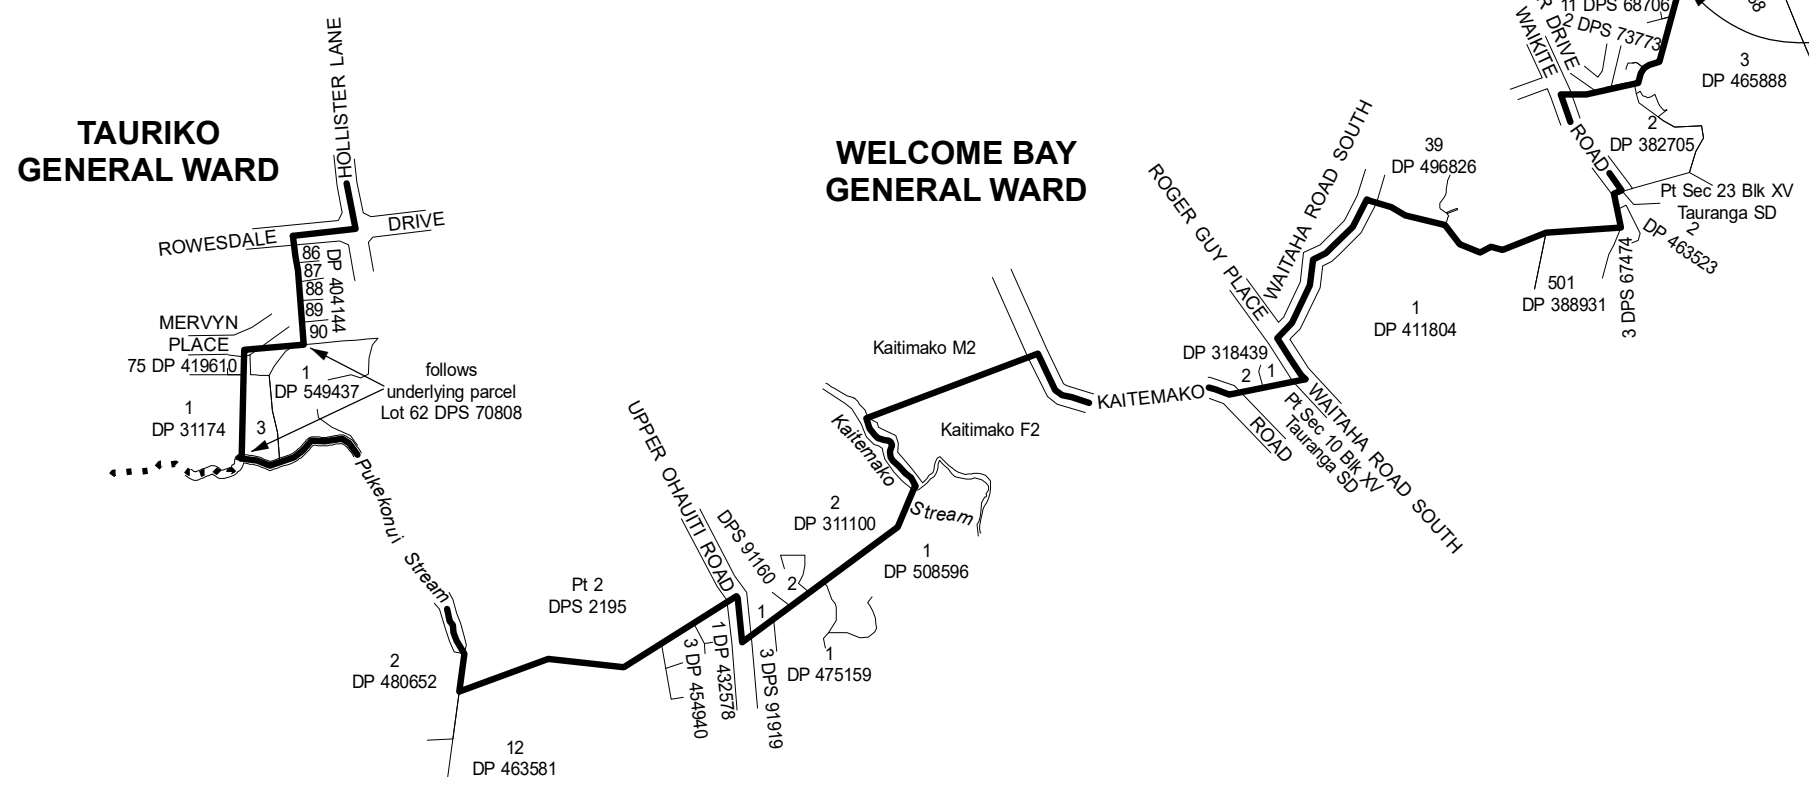 TAURIKO
GENERAL WARD
HOLLISTER LANE
ROWESDALE
DRIVE
86
87
88
89
90
DP 404144
MERVYN
PLACE
75 DP 419610
1
DP 549437
follows
underlying parcel
Lot 62 DPS 70808
1
DP 31174
3
Pukekonui Stream
2
DP 480652
12
DP 463581
Pt 2
DPS 2195
UPPER OHAUITI ROAD
3 DP 454940
1 DP 432578
3 DPS 91919
DPS 91160
1
2
1
DP 475159
2
DP 311100
1
DP 508596
WELCOME BAY
GENERAL WARD
Kaitemako
Stream
Kaitimako M2
Kaitimako F2
KAITEMAKO
ROAD
DP 318439
2
1
Pt Sec 10 Blk XV
Tauranga SD
WAITAHA ROAD SOUTH
ROGER GUY PLACE
WAITAHA ROAD SOUTH
39
DP 496826
1
DP 411804
501
DP 388931
3 DPS 67474
2
DP 463523
Pt Sec 23 Blk XV
Tauranga SD
2
DP 382705
WAIKITE
ROAD
R DRIVE
11 DPS 68706
2 DPS 73773
3
DP 465888